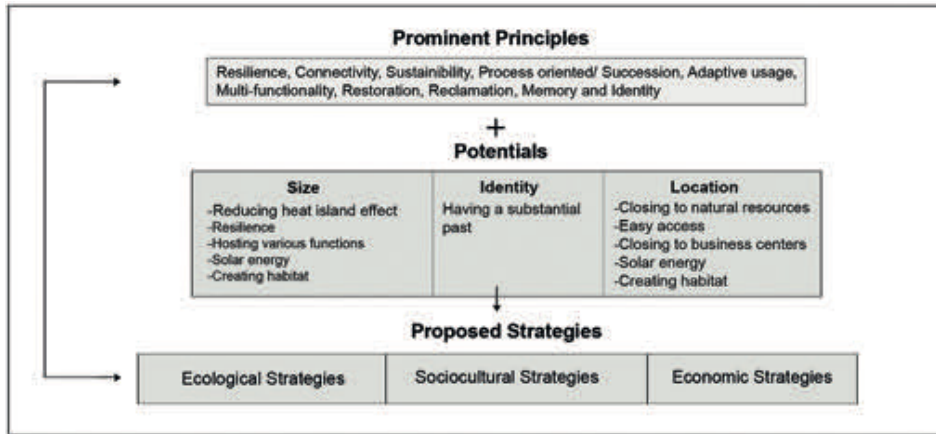 Prominent Principles
Resilience, Connectivity, Sustainibility, Process oriented/ Succession, Adaptive usage,
Multi-functionality, Restoration, Reclamation, Memory and Identity
+
Potentials
Size
-Reducing heat island effect
-Resilience
-Hosting various functions
-Solar energy
-Creating habitat
Identity
Having a substantial
past
Location
-Closing to natural resources
-Easy access
-Closing to business centers
-Solar energy
-Creating habitat
Proposed Strategies
Ecological Strategies
Sociocultural Strategies
Economic Strategies